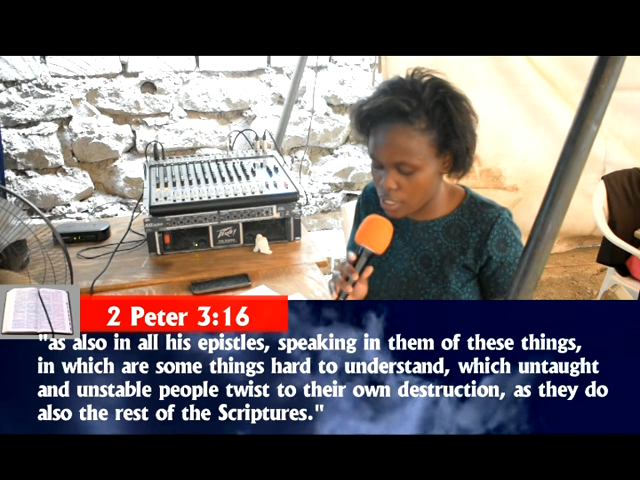 PEAVEY
2 Peter 3:16
"as also in all his epistles, speaking in them of these things,
in which are some things hard to understand, which untaught
and unstable people twist to their own destruction, as they do
also the rest of the Scriptures."